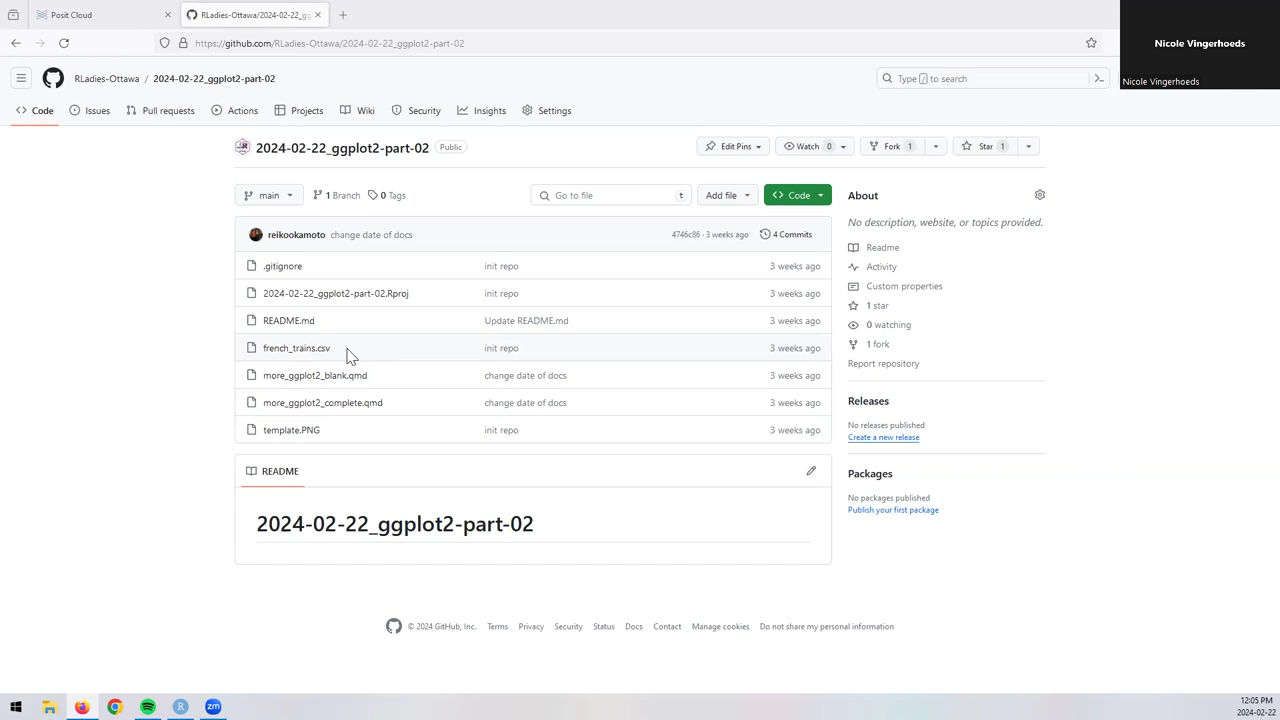 Posit Cloud
RLadies-Ottawa/2024-02-22_gg
https://github.com/RLadies-Ottawa/2024-02-22_ggplot2-part-02
Nicole Vingerhoeds
Nicole Vingerhoeds
RLadies-Ottawa / 2024-02-22_ggplot2-part-02
Type / to search
Code Issues Pull requests Actions Projects Wiki Security Insights Settings
2024-02-22_ggplot2-part-02 Public
Edit Pins Watch 0 Fork 1 Star 1
main 1 Branch 0 Tags Go to file t Add file Code
About
No description, website, or topics provided.
reikookamoto change date of docs 4746c86 · 3 weeks ago 4 Commits
.gitignore init repo 3 weeks ago
2024-02-22_ggplot2-part-02.Rproj init repo 3 weeks ago
README.md Update README.md 3 weeks ago
french_trains.csv init repo 3 weeks ago
more_ggplot2_blank.qmd change date of docs 3 weeks ago
more_ggplot2_complete.qmd change date of docs 3 weeks ago
template.PNG init repo 3 weeks ago
Readme
Activity
Custom properties
1 star
0 watching
1 fork
Report repository
Releases
No releases published
Create a new release
Packages
No packages published
Publish your first package
README
2024-02-22_ggplot2-part-02
© 2024 GitHub, Inc. Terms Privacy Security Status Docs Contact Manage cookies Do not share my personal information
R
zm
12:05 PM
2024-02-22